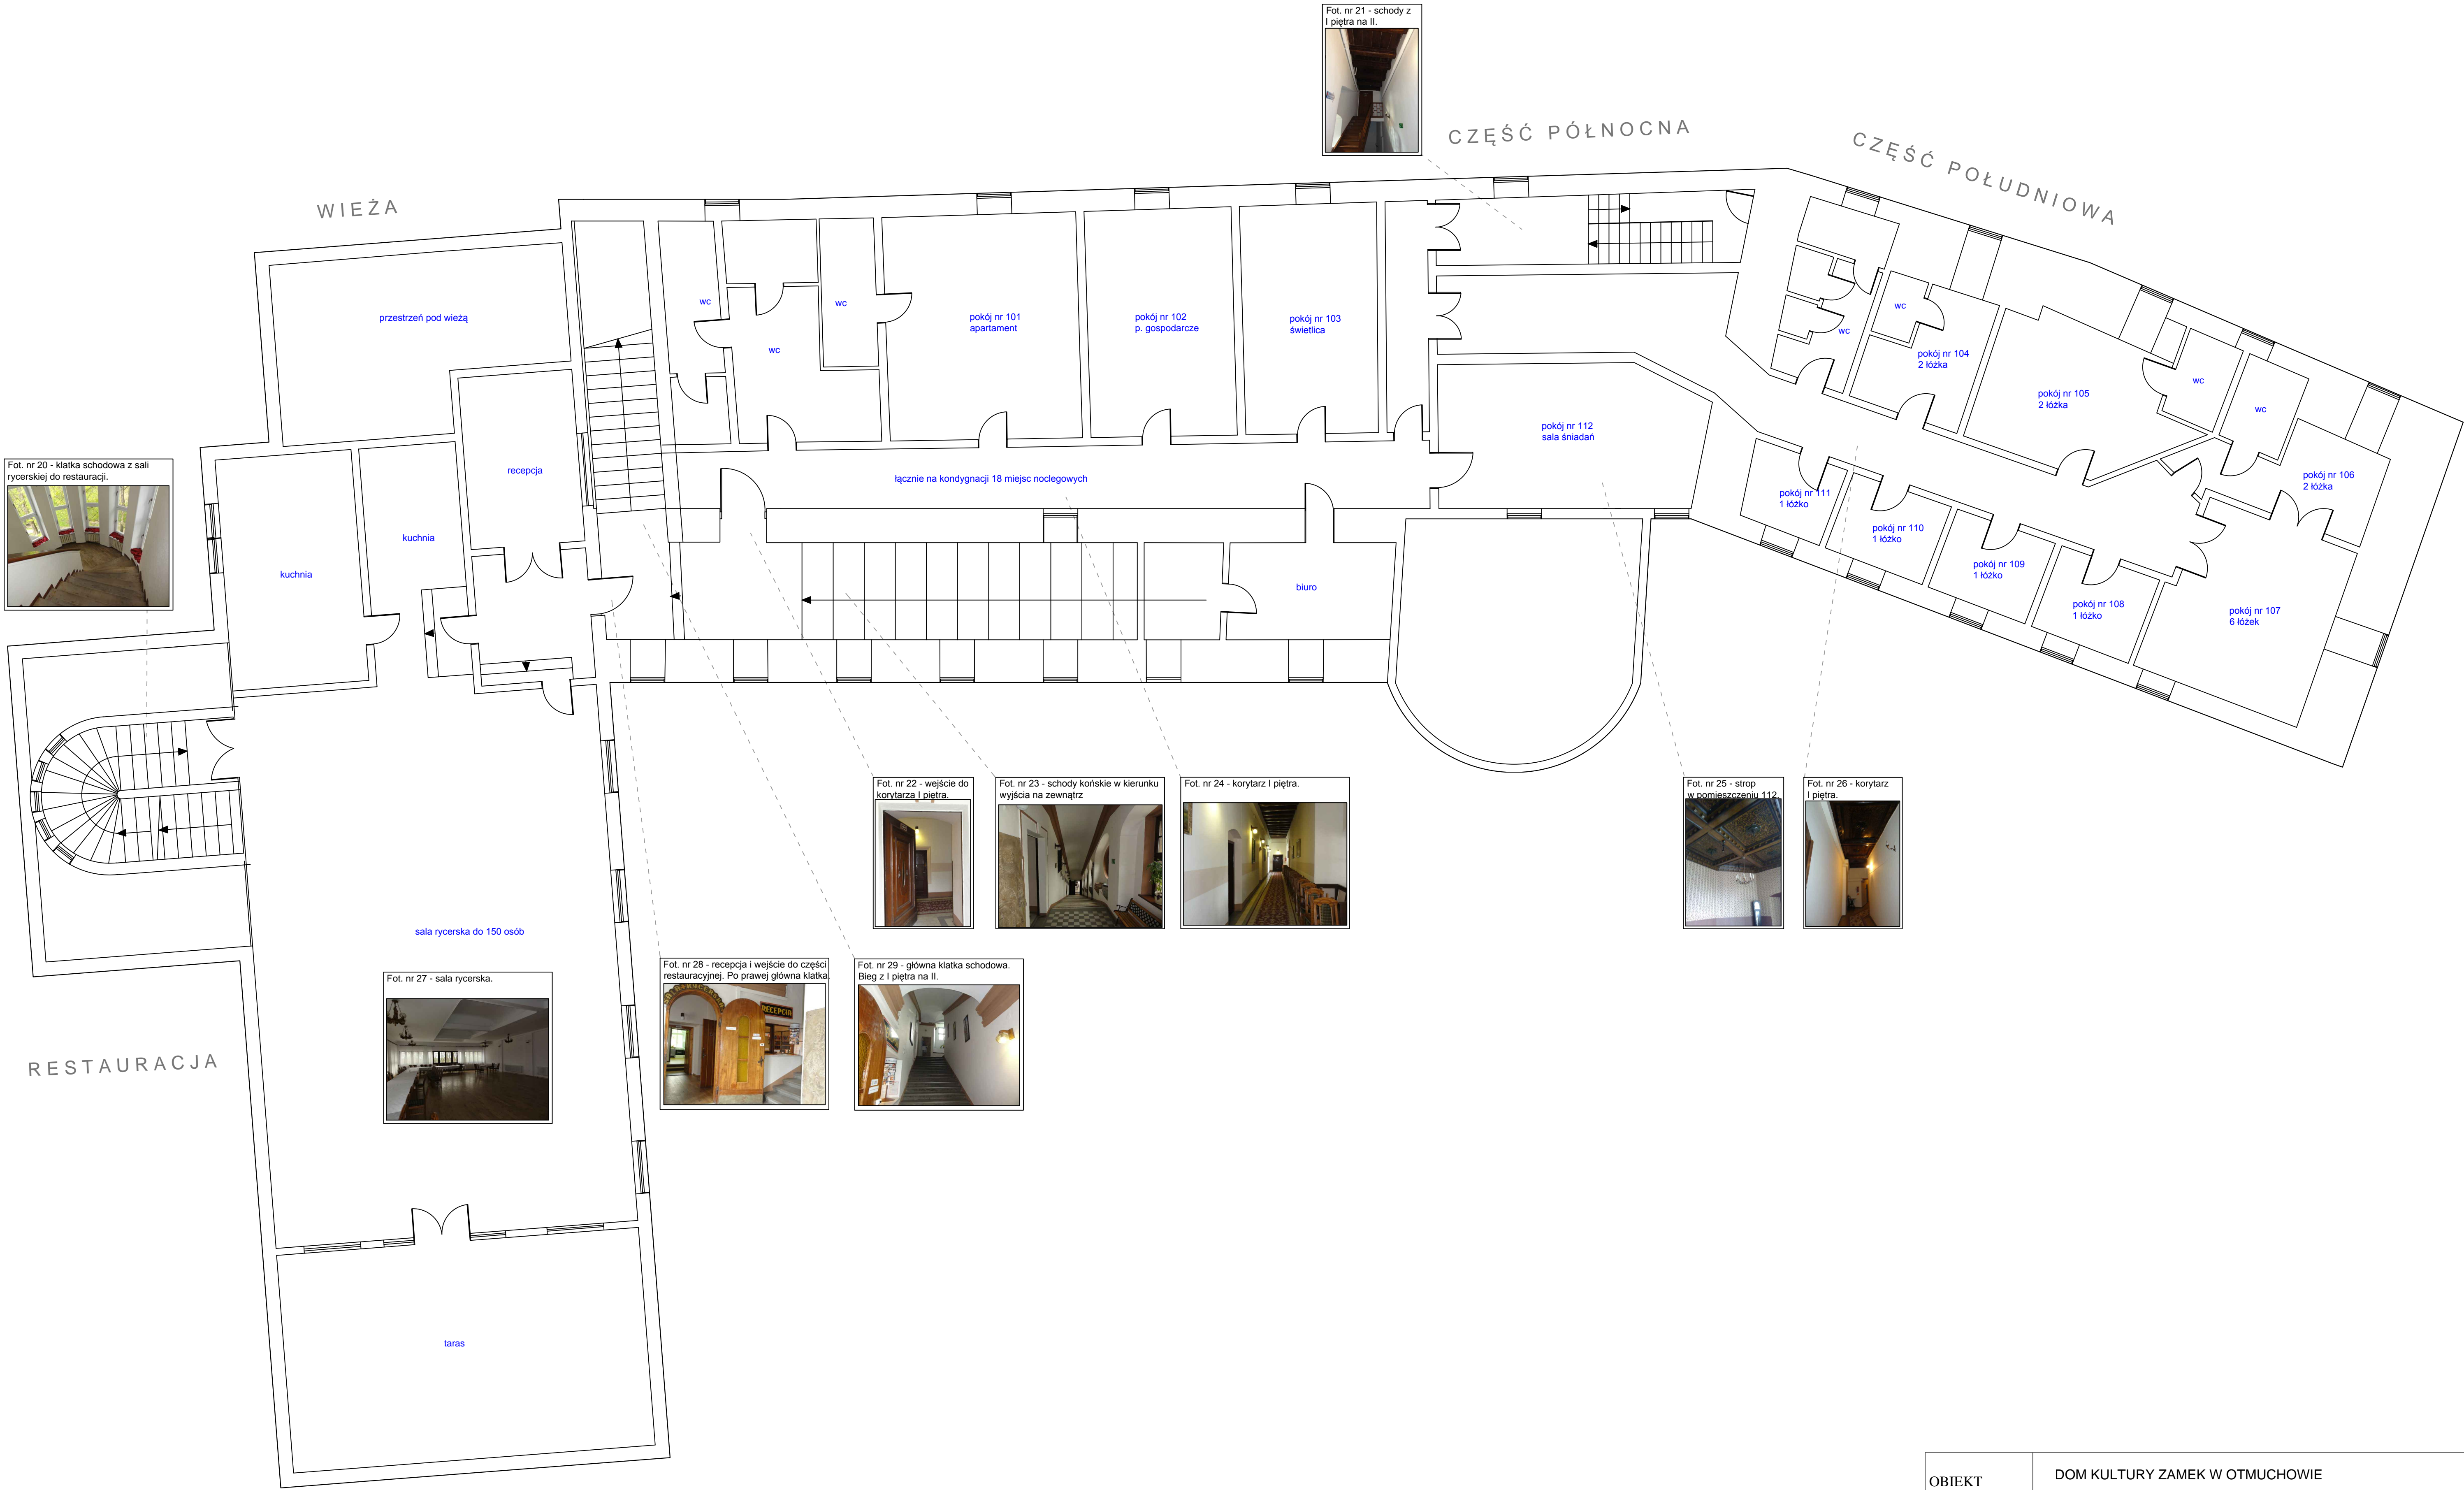 Fot. nr 21 - schody z
I piętra na II.
CZĘŚĆ PÓŁNOCNA
CZĘŚĆ POŁUDNIOWA
WIEŻA
przestrzeń pod wieżą
wc
wc
wc
pokój nr 101
apartament
pokój nr 102
p. gospodarcze
pokój nr 103
świetlica
wc
wc
pokój nr 104
2 łóżka
pokój nr 105
2 łóżka
wc
wc
pokój nr 106
2 łóżka
pokój nr 112
sala śniadań
Fot. nr 20 - klatka schodowa z sali
rycerskiej do restauracji.
recepcja
łącznie na kondygnacji 18 miejsc noclegowych
kuchnia
kuchnia
biuro
pokój nr 111
1 łóżko
pokój nr 110
1 łóżko
pokój nr 109
1 łóżko
pokój nr 108
1 łóżko
pokój nr 107
6 łóżek
Fot. nr 22 - wejście do
korytarza I piętra.
Fot. nr 23 - schody końskie w kierunku
wyjścia na zewnątrz
Fot. nr 24 - korytarz I piętra.
Fot. nr 25 - strop
w pomieszczeniu 112.
Fot. nr 26 - korytarz
I piętra.
sala rycerska do 150 osób
Fot. nr 27 - sala rycerska.
Fot. nr 28 - recepcja i wejście do części
restauracyjnej. Po prawej główna klatka
RECEPCJA
Fot. nr 29 - główna klatka schodowa.
Bieg z I piętra na II.
RESTAURACJA
taras
OBIEKT
DOM KULTURY ZAMEK W OTMUCHOWIE